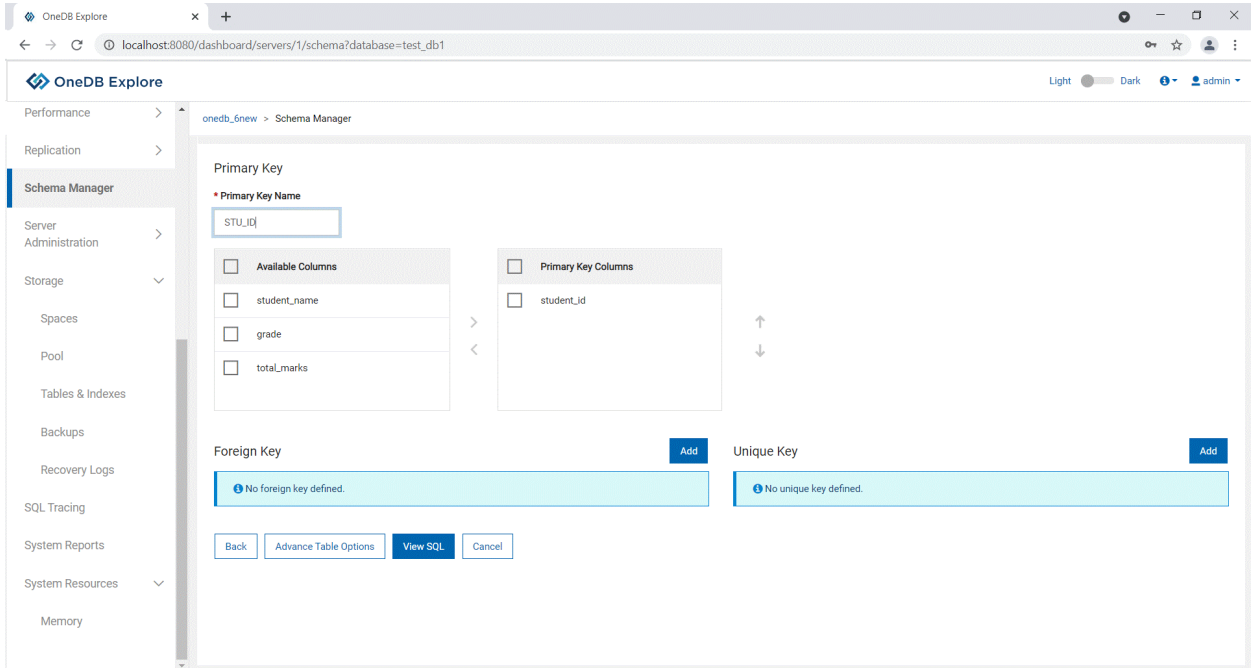 OneDB Explore
localhost:8080/dashboard/servers/1/schema?database=test_db1
OneDB Explore
Light Dark admin
Performance
Replication
Schema Manager
Server
Administration
Storage
Spaces
Pool
Tables & Indexes
Backups
Recovery Logs
SQL Tracing
System Reports
System Resources
Memory
onedb_6new > Schema Manager
Primary Key
* Primary Key Name
STU_ID
Available Columns
student_name
grade
total_marks
Primary Key Columns
student_id
Foreign Key Add
No foreign key defined.
Unique Key Add
No unique key defined.
Back Advance Table Options View SQL Cancel